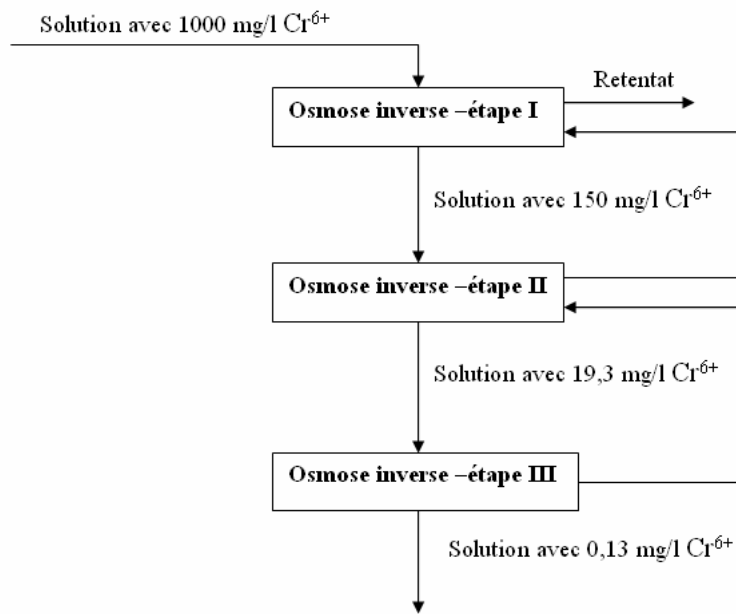 Solution avec 1000 mg/l Cr⁶⁺
Retentat
Osmose inverse –étape I
Solution avec 150 mg/l Cr⁶⁺
Osmose inverse –étape II
Solution avec 19,3 mg/l Cr⁶⁺
Osmose inverse –étape III
Solution avec 0,13 mg/l Cr⁶⁺